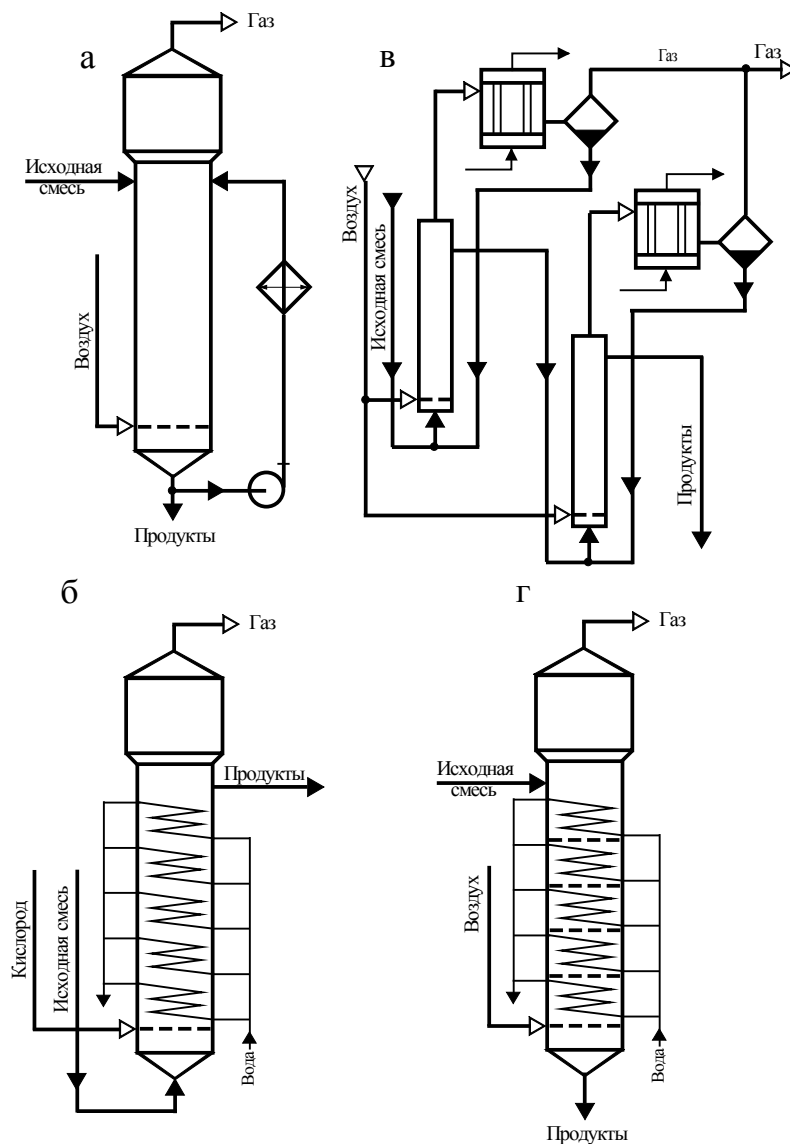 а
Газ
Исходная
смесь
Воздух
Продукты
в
Газ
Газ
Воздух
Исходная смесь
Продукты
б
Газ
Продукты
Кислород
Исходная смесь
Вода
г
Газ
Исходная
смесь
Воздух
Вода
Продукты